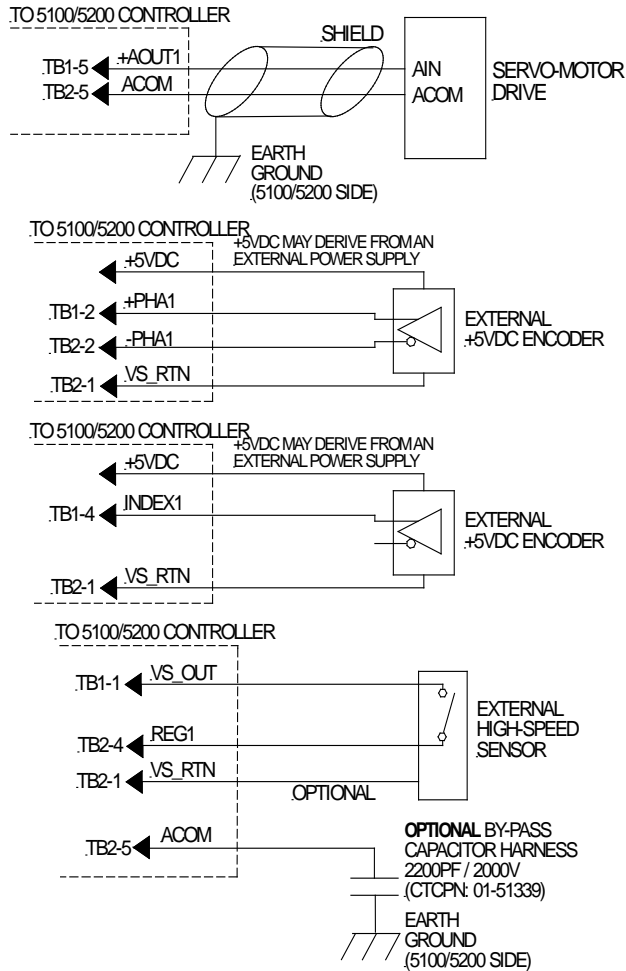 .TO 5100/5200 CONTROLLER
SHIELD
.TB1-5
.+AOUT1
AIN
SERVO-MOTOR
DRIVE
.TB2-5
ACOM
ACOM
EARTH
GROUND
(5100/5200 SIDE)
.TO 5100/5200 CONTROLLER
+5VDC MAY DERIVE FROM AN
EXTERNAL POWER SUPPLY
.+5VDC
.TB1-2
.+PHA1
EXTERNAL
.+5VDC ENCODER
.TB2-2
.-PHA1
.TB2-1
.VS_RTN
.TO 5100/5200 CONTROLLER
+5VDC MAY DERIVE FROM AN
.EXTERNAL POWER SUPPLY
.+5VDC
TB1-4
.INDEX1
EXTERNAL
.+5VDC ENCODER
.TB2-1
.VS_RTN
.TO 5100/5200 CONTROLLER
.TB1-1
.VS_OUT
EXTERNAL
HIGH-SPEED
SENSOR
.TB2-4
.REG1
.TB2-1
.VS_RTN
.OPTIONAL
.TB2-5
ACOM
OPTIONAL BY-PASS
CAPACITOR HARNESS
2200PF / 2000V
(CTCPN: 01-51339)
EARTH
GROUND
(5100/5200 SIDE)